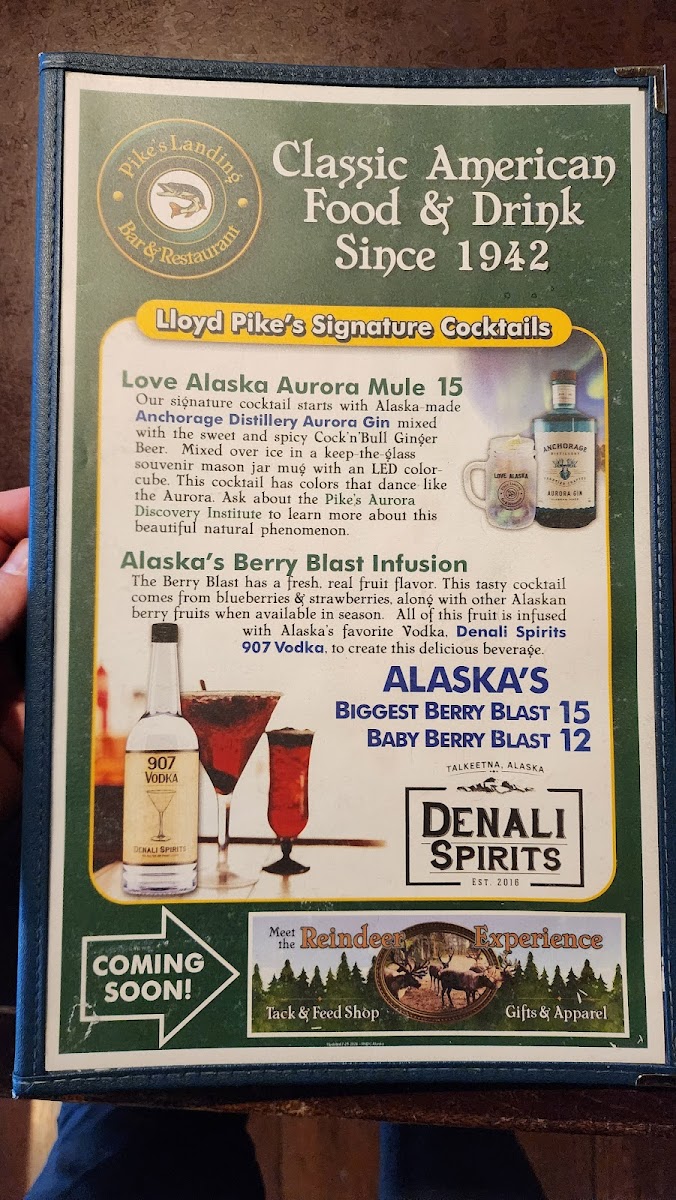 Pike's Landing
Bar & Restaurant
Classic American
Food & Drink
Since 1942
Lloyd Pike's Signature Cocktails
Love Alaska Aurora Mule 15
Our signature cocktail starts with Alaska-made
Anchorage Distillery Aurora Gin mixed
with the sweet and spicy Cock'n'Bull Ginger
Beer. Mixed over ice in a keep-the-glass
souvenir mason jar mug with an LED color-
cube. This cocktail has colors that dance like
the Aurora. Ask about the Pike's Aurora
Discovery Institute to learn more about this
beautiful natural phenomenon.
LOVE ALASKA
ANCHORAGE
DISTILLERY
AURORA GIN
Alaska's Berry Blast Infusion
The Berry Blast has a fresh, real fruit flavor. This tasty cocktail
comes from blueberries & strawberries, along with other Alaskan
berry fruits when available in season. All of this fruit is infused
with Alaska's favorite Vodka, Denali Spirits
907 Vodka, to create this delicious beverage.
ALASKA'S
BIGGEST BERRY BLAST 15
BABY BERRY BLAST 12
907
VODKA
DENALI SPIRITS
TALKEETNA, ALASKA
DENALI
SPIRITS
EST. 2016
COMING
SOON!
Meet
the Reindeer Experience
Tack & Feed Shop
Gifts & Apparel